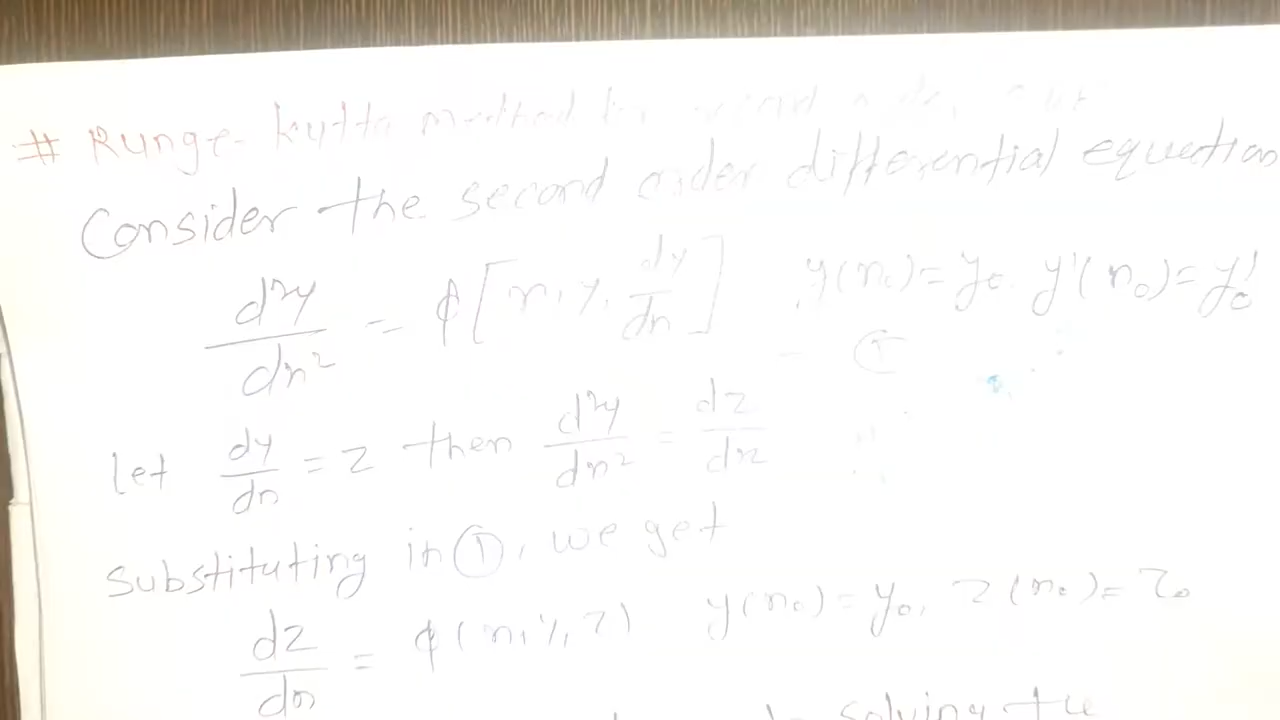 # Runge-Kutta method for second order
Consider the second order differential equation
d²y/dx² = φ[x, y, dy/dx] , y(x₀) = y₀, y'(x₀) = y₀'
- ①
Let dy/dx = z then d²y/dx² = dz/dx
Substituting in ①, we get
dz/dx = φ(x, y, z) y(x₀) = y₀, z(x₀) = z₀
solving the